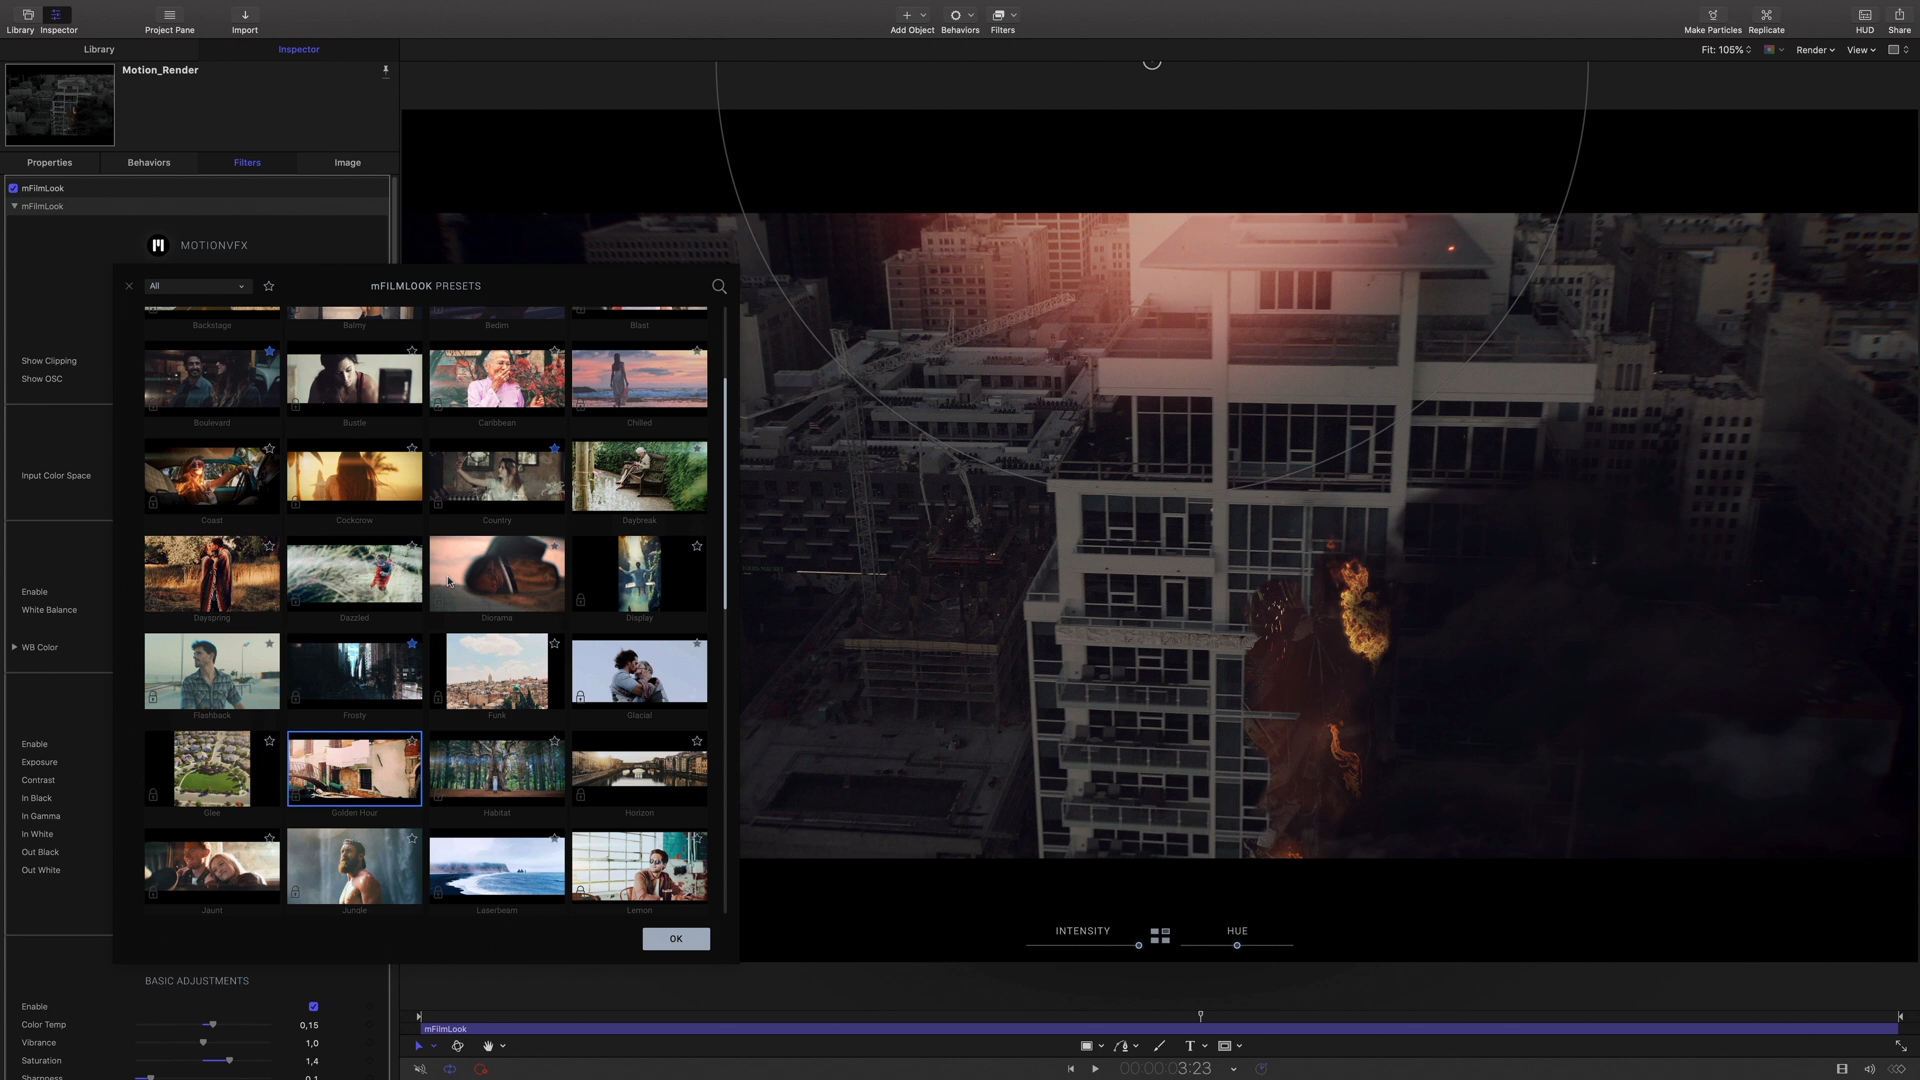 Library Inspector Project Pane Import Add Object Behaviors Filters Make Particles Replicate HUD Share
Library Inspector Fit: 105% Render View
Motion_Render
Properties Behaviors Filters Image
mFilmLook
mFilmLook
MOTIONVFX
All mFILMLOOK PRESETS
Backstage Balmy Bedim Blast
Show Clipping
Show OSC
Boulevard Bustle Caribbean Chilled
Input Color Space
Coast Cockcrow Country Daybreak
Enable
White Balance
Dayspring Dazzled Diorama Display
WB Color
Flashback Frosty Funk Glacial
Enable
Exposure
Contrast
In Black
In Gamma
In White
Out Black
Out White
Glee Golden Hour Habitat Horizon
Jaunt Jungle Laserbeam Lemon
OK
INTENSITY HUE
BASIC ADJUSTMENTS
Enable
Color Temp 0,15
Vibrance 1,0
Saturation 1,4
Sharpness 0,1
mFilmLook
T
00:00:03:23